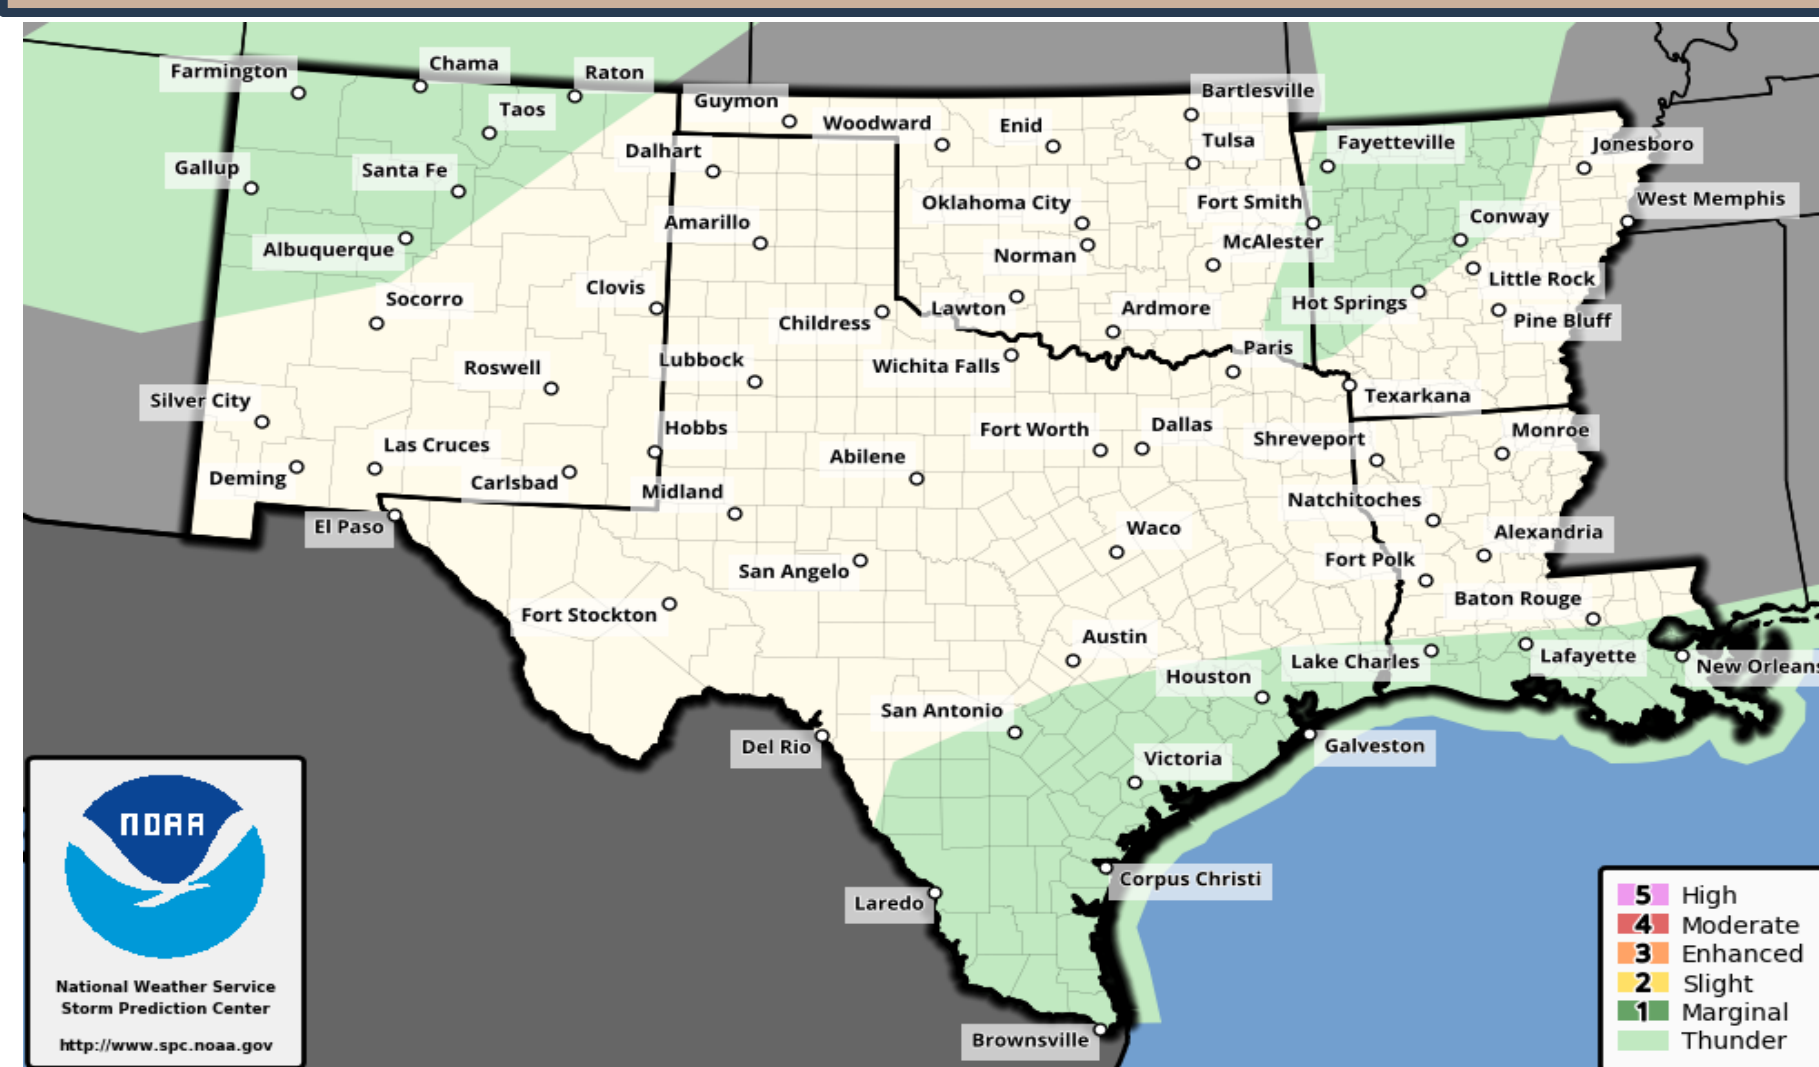 Chama
Farmington
Raton
Taos
Guymon
Bartlesville
Woodward
Enid
Tulsa
Fayetteville
Jonesboro
Gallup
Santa Fe
Dalhart
Oklahoma City
Fort Smith
West Memphis
Amarillo
Conway
Albuquerque
McAlester
Norman
Socorro
Clovis
Little Rock
Childress
Lawton
Ardmore
Hot Springs
Pine Bluff
Roswell
Lubbock
Wichita Falls
Paris
Silver City
Texarkana
Hobbs
Las Cruces
Fort Worth
Dallas
Shreveport
Monroe
Abilene
Deming
Carlsbad
Midland
Natchitoches
El Paso
Waco
Alexandria
San Angelo
Fort Polk
Fort Stockton
Baton Rouge
Austin
Lake Charles
Lafayette
New Orleans
Houston
San Antonio
Del Rio
Galveston
Victoria
Corpus Christi
Laredo
Brownsville
NOAA
National Weather Service
Storm Prediction Center
http://www.spc.noaa.gov
5 High
4 Moderate
3 Enhanced
2 Slight
1 Marginal
Thunder